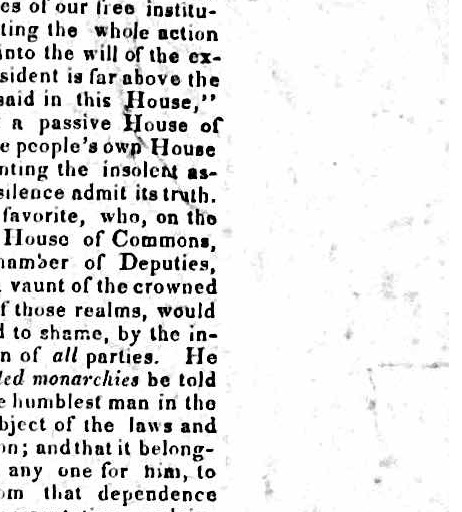 es of our free institu-
ting the whole action
into the will of the ex-
sident is far above the
said in this House,"
a passive House of
e people's own House
nting the insolent as-
silence admit its truth.
favorite, who, on the
House of Commons,
hamber of Deputies,
vaunt of the crowned
f those realms, would
d to shame, by the in-
n of all parties. He
led monarchies be told
e humblest man in the
bject of the laws and
on; and that it belong-
any one for him, to
om that dependence